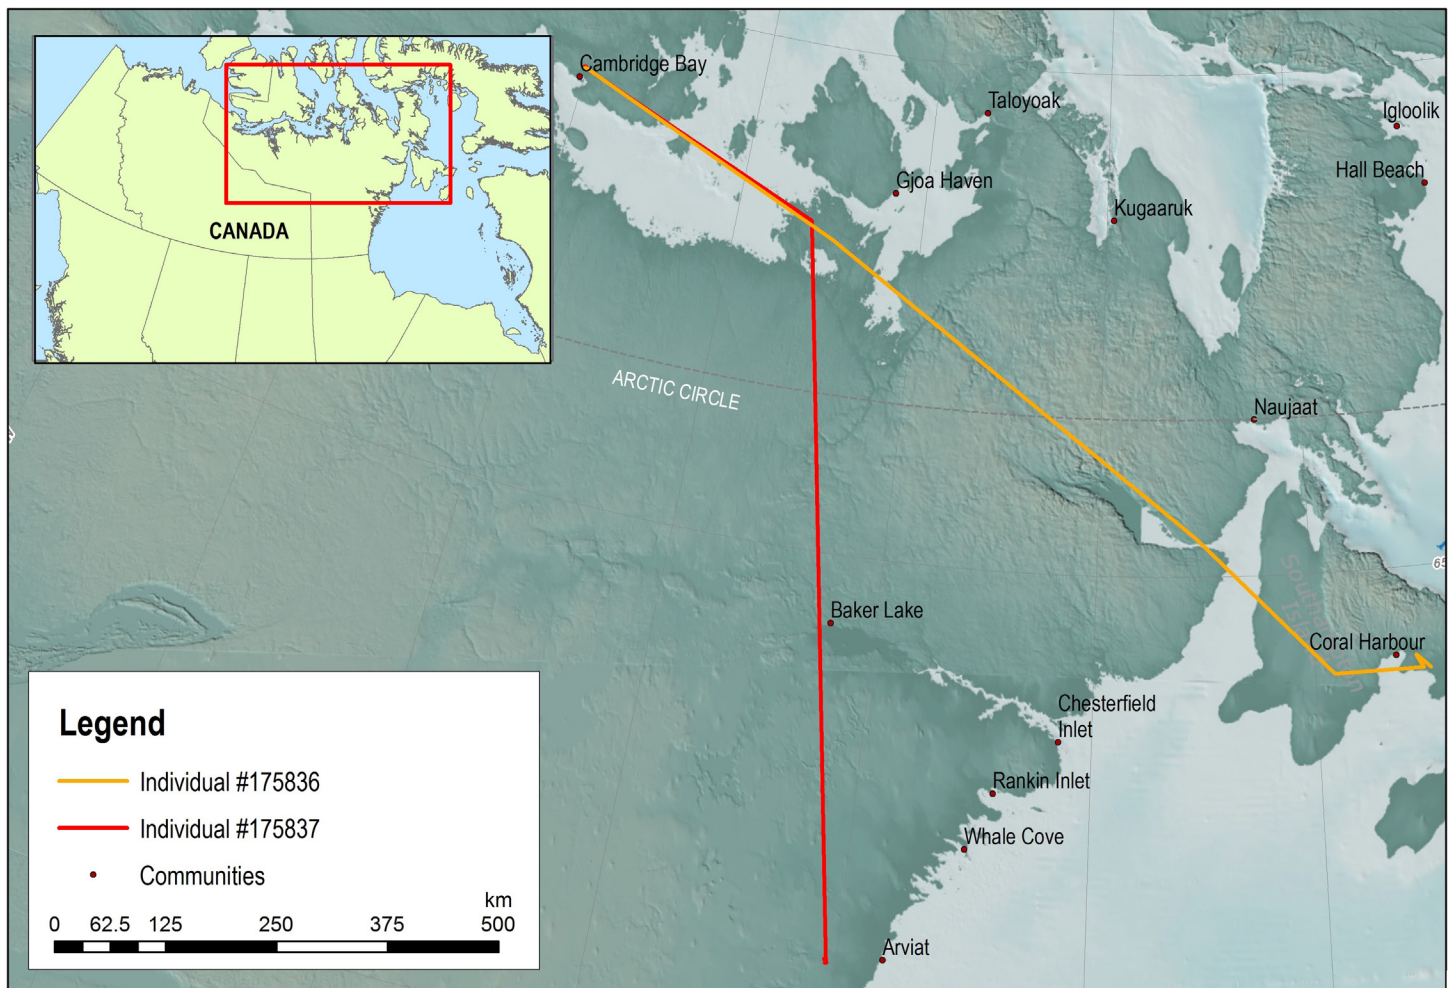 Cambridge Bay
Taloyoak
Igloolik
Hall Beach
Gjoa Haven
Kugaaruk
CANADA
ARCTIC CIRCLE
Naujaat
65
Baker Lake
Coral Harbour
Chesterfield
Inlet
Rankin Inlet
Whale Cove
Arviat
Legend
Individual #175836
Individual #175837
Communities
km
0 62.5 125 250 375 500